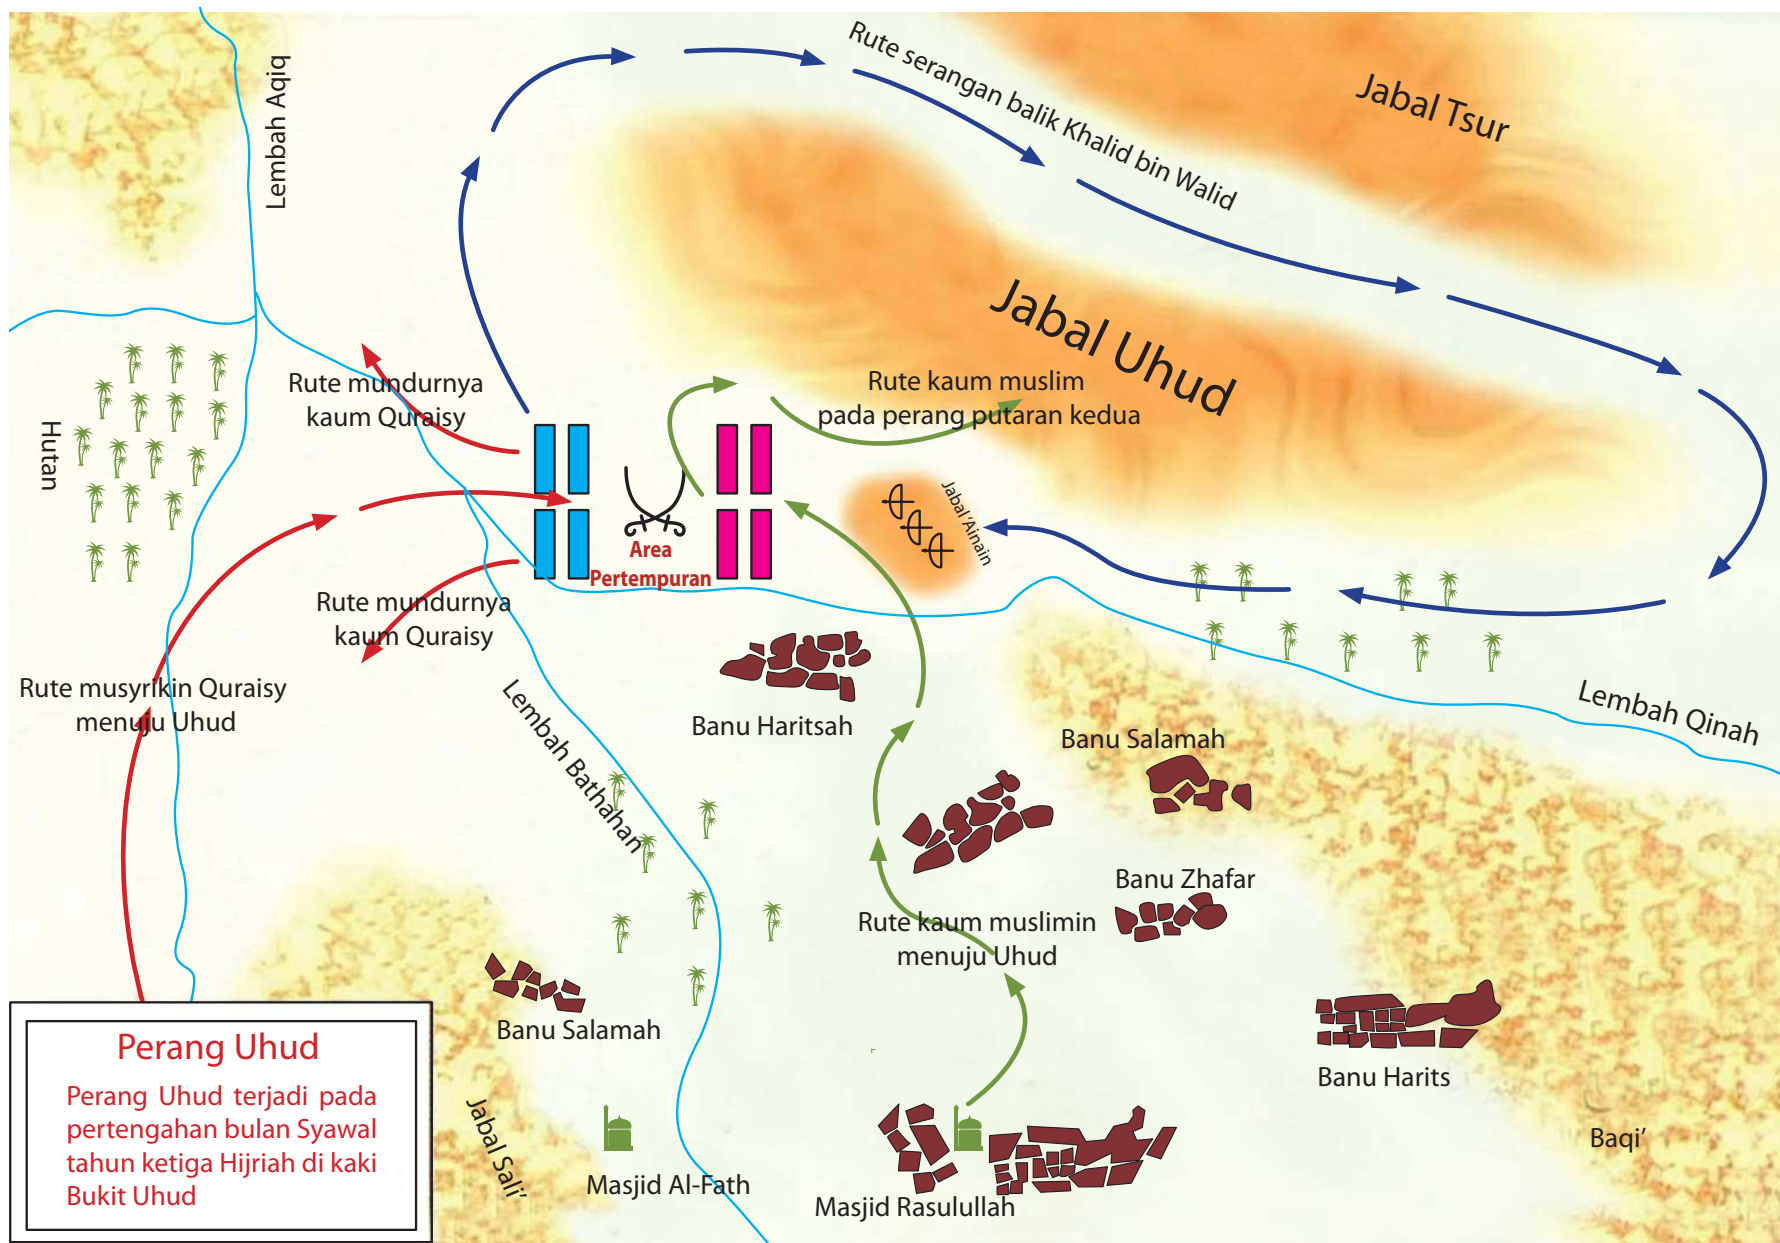 Rute serangan balik Khalid bin Walid
Jabal Tsur
Lembah Aqiq
Jabal Uhud
Rute mundurnya
kaum Quraisy
Rute kaum muslim
pada perang putaran kedua
Hutan
Jabal 'Ainain
Area
Pertempuran
Rute mundurnya
kaum Quraisy
Rute musyrikin Quraisy
menuju Uhud
Lembah Bathahan
Banu Haritsah
Banu Salamah
Lembah Qinah
Banu Zhafar
Rute kaum muslimin
menuju Uhud
Banu Salamah
Banu Harits
Baqi’
Jabal Sali’
Masjid Al-Fath
Masjid Rasulullah
Perang Uhud
Perang Uhud terjadi pada
pertengahan bulan Syawal
tahun ketiga Hijriah di kaki
Bukit Uhud